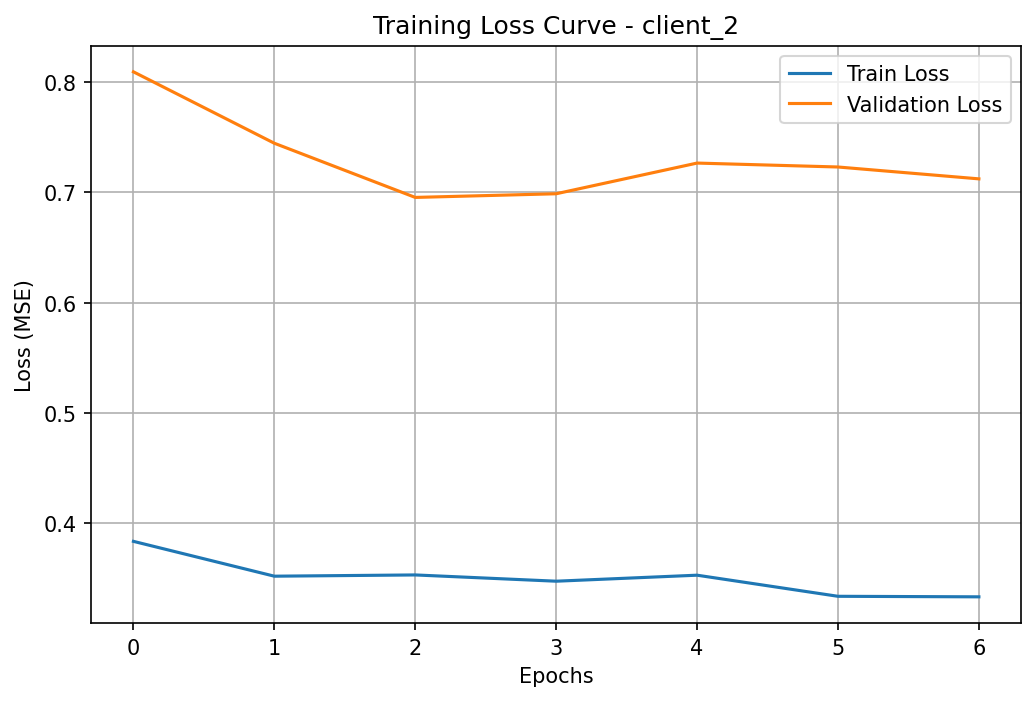 Training Loss Curve - client_2
Train Loss
Validation Loss
0.8
0.7
0.6
0.5
0.4
Loss (MSE)
0 1 2 3 4 5 6
Epochs